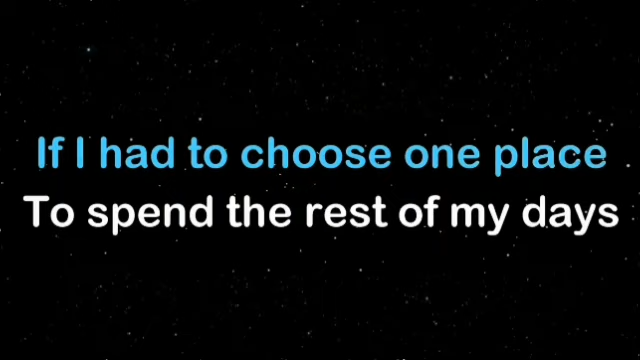 If I had to choose one place
To spend the rest of my days